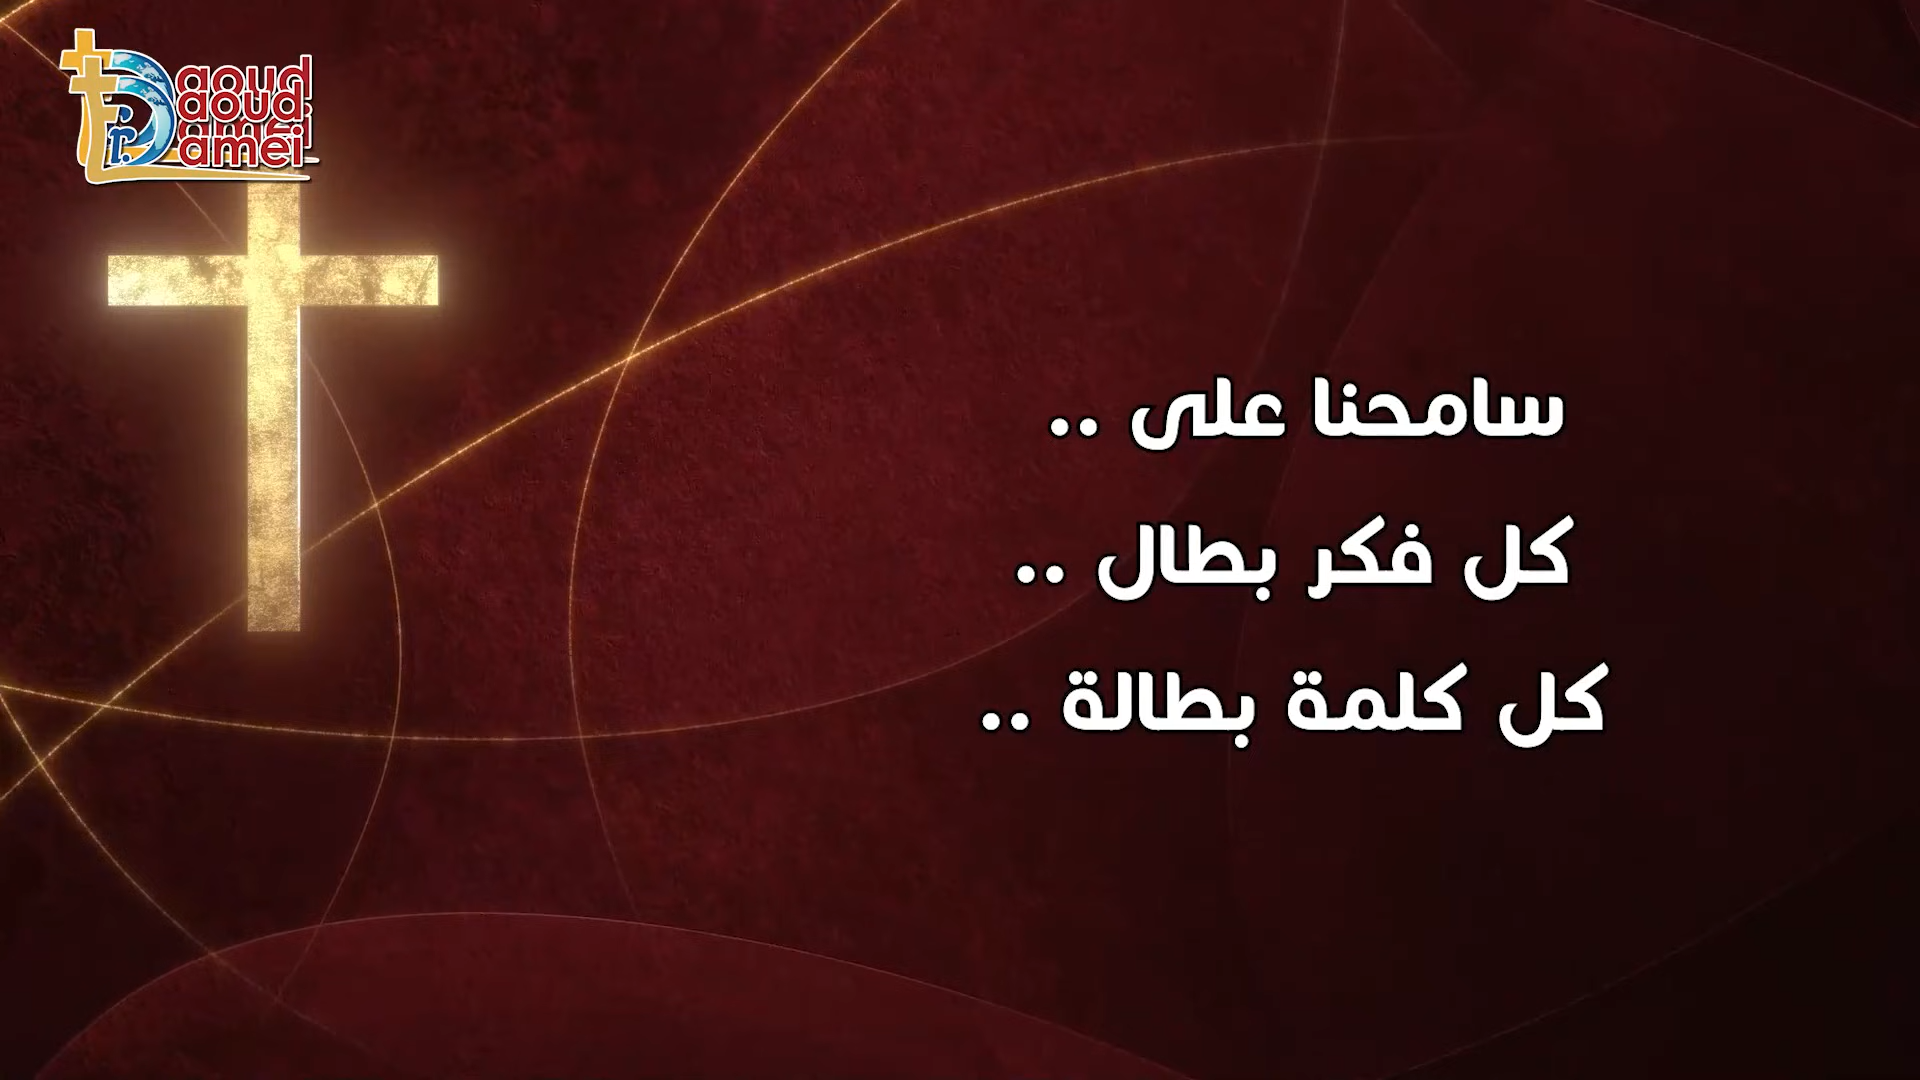 Daoud
Lamei
سامحنا على ..
كل فكر بطال ..
كل كلمة بطالة ..